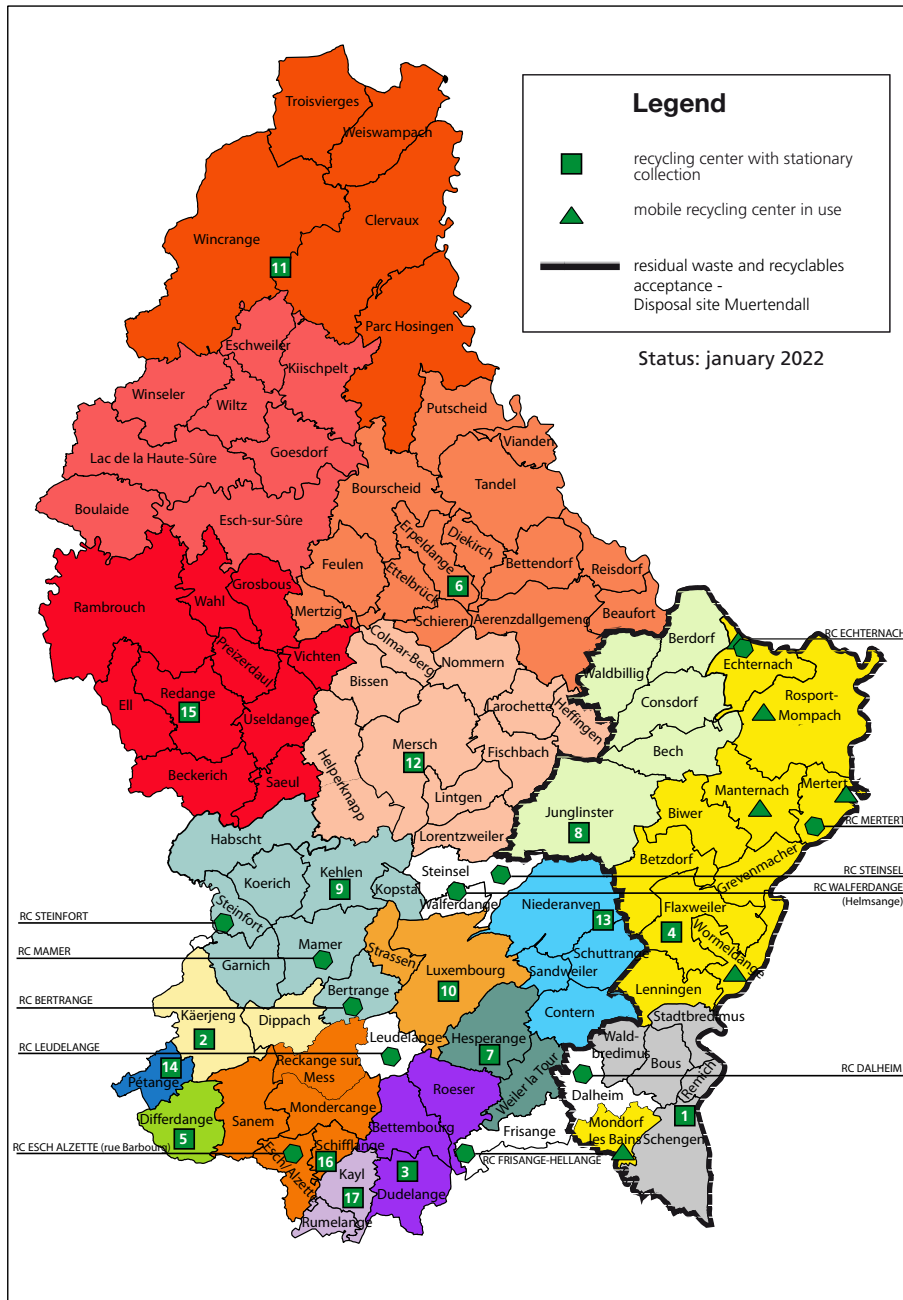 Legend
recycling center with stationary
collection
mobile recycling center in use
residual waste and recyclables
acceptance -
Disposal site Muertendall
Status: january 2022
Troisvierges
Weiswampach
Clervaux
Wincrange
11
Parc Hosingen
Eschweiler
Kiischpelt
Winseler
Wiltz
Putscheid
Vianden
Lac de la Haute-Sûre
Goesdorf
Tandel
Bourscheid
Boulaide
Esch-sur-Sûre
Erpeldange
Diekirch
Bettendorf
Reisdorf
Feulen
Ettelbrück
6
Grosbous
Wahl
Rambrouch
Mertzig
Schieren
Aerenzdallgemeng
Beaufort
Berdorf
RC ECHTERNACH
Colmar-Berg
Nommern
Preizerdaul
Vichten
Waldbillig
Echternach
Bissen
Redange
Ell
15
Useldange
Larochette
Heffingen
Consdorf
Rosport-
Mompach
Mersch
12
Fischbach
Bech
Helperknapp
Beckerich
Saeul
Lintgen
Manternach
Mertert
Junglinster
8
Biwer
RC MERTERT
Lorentzweiler
Habscht
Betzdorf
Grevenmacher
Kehlen
9
Koerich
Kopstal
Steinsel
RC STEINSEL
Walferdange
RC WALFERDANGE
(Helmsange)
Steinfort
RC STEINFORT
Niederanven
13
Flaxweiler
4
Wormeldange
Mamer
RC MAMER
Strassen
Garnich
Luxembourg
10
Schuttrange
Sandweiler
Lenningen
Bertrange
RC BERTRANGE
Contern
Stadtbredimus
Käerjeng
2
Dippach
Leudelange
RC LEUDELANGE
Hesperange
7
Wald-
bredimus
Bous
Remich
RC DALHEIM
Reckange sur
Mess
14
Pétange
Roeser
Weiler la Tour
Dalheim
Mondercange
Differdange
5
Sanem
Bettembourg
Frisange
Mondorf
les Bains
1
Schengen
RC ESCH ALZETTE (rue Barbourg)
Esch/Alzette
Schifflange
16
RC FRISANGE-HELLANGE
Kayl
17
3
Dudelange
Rumelange